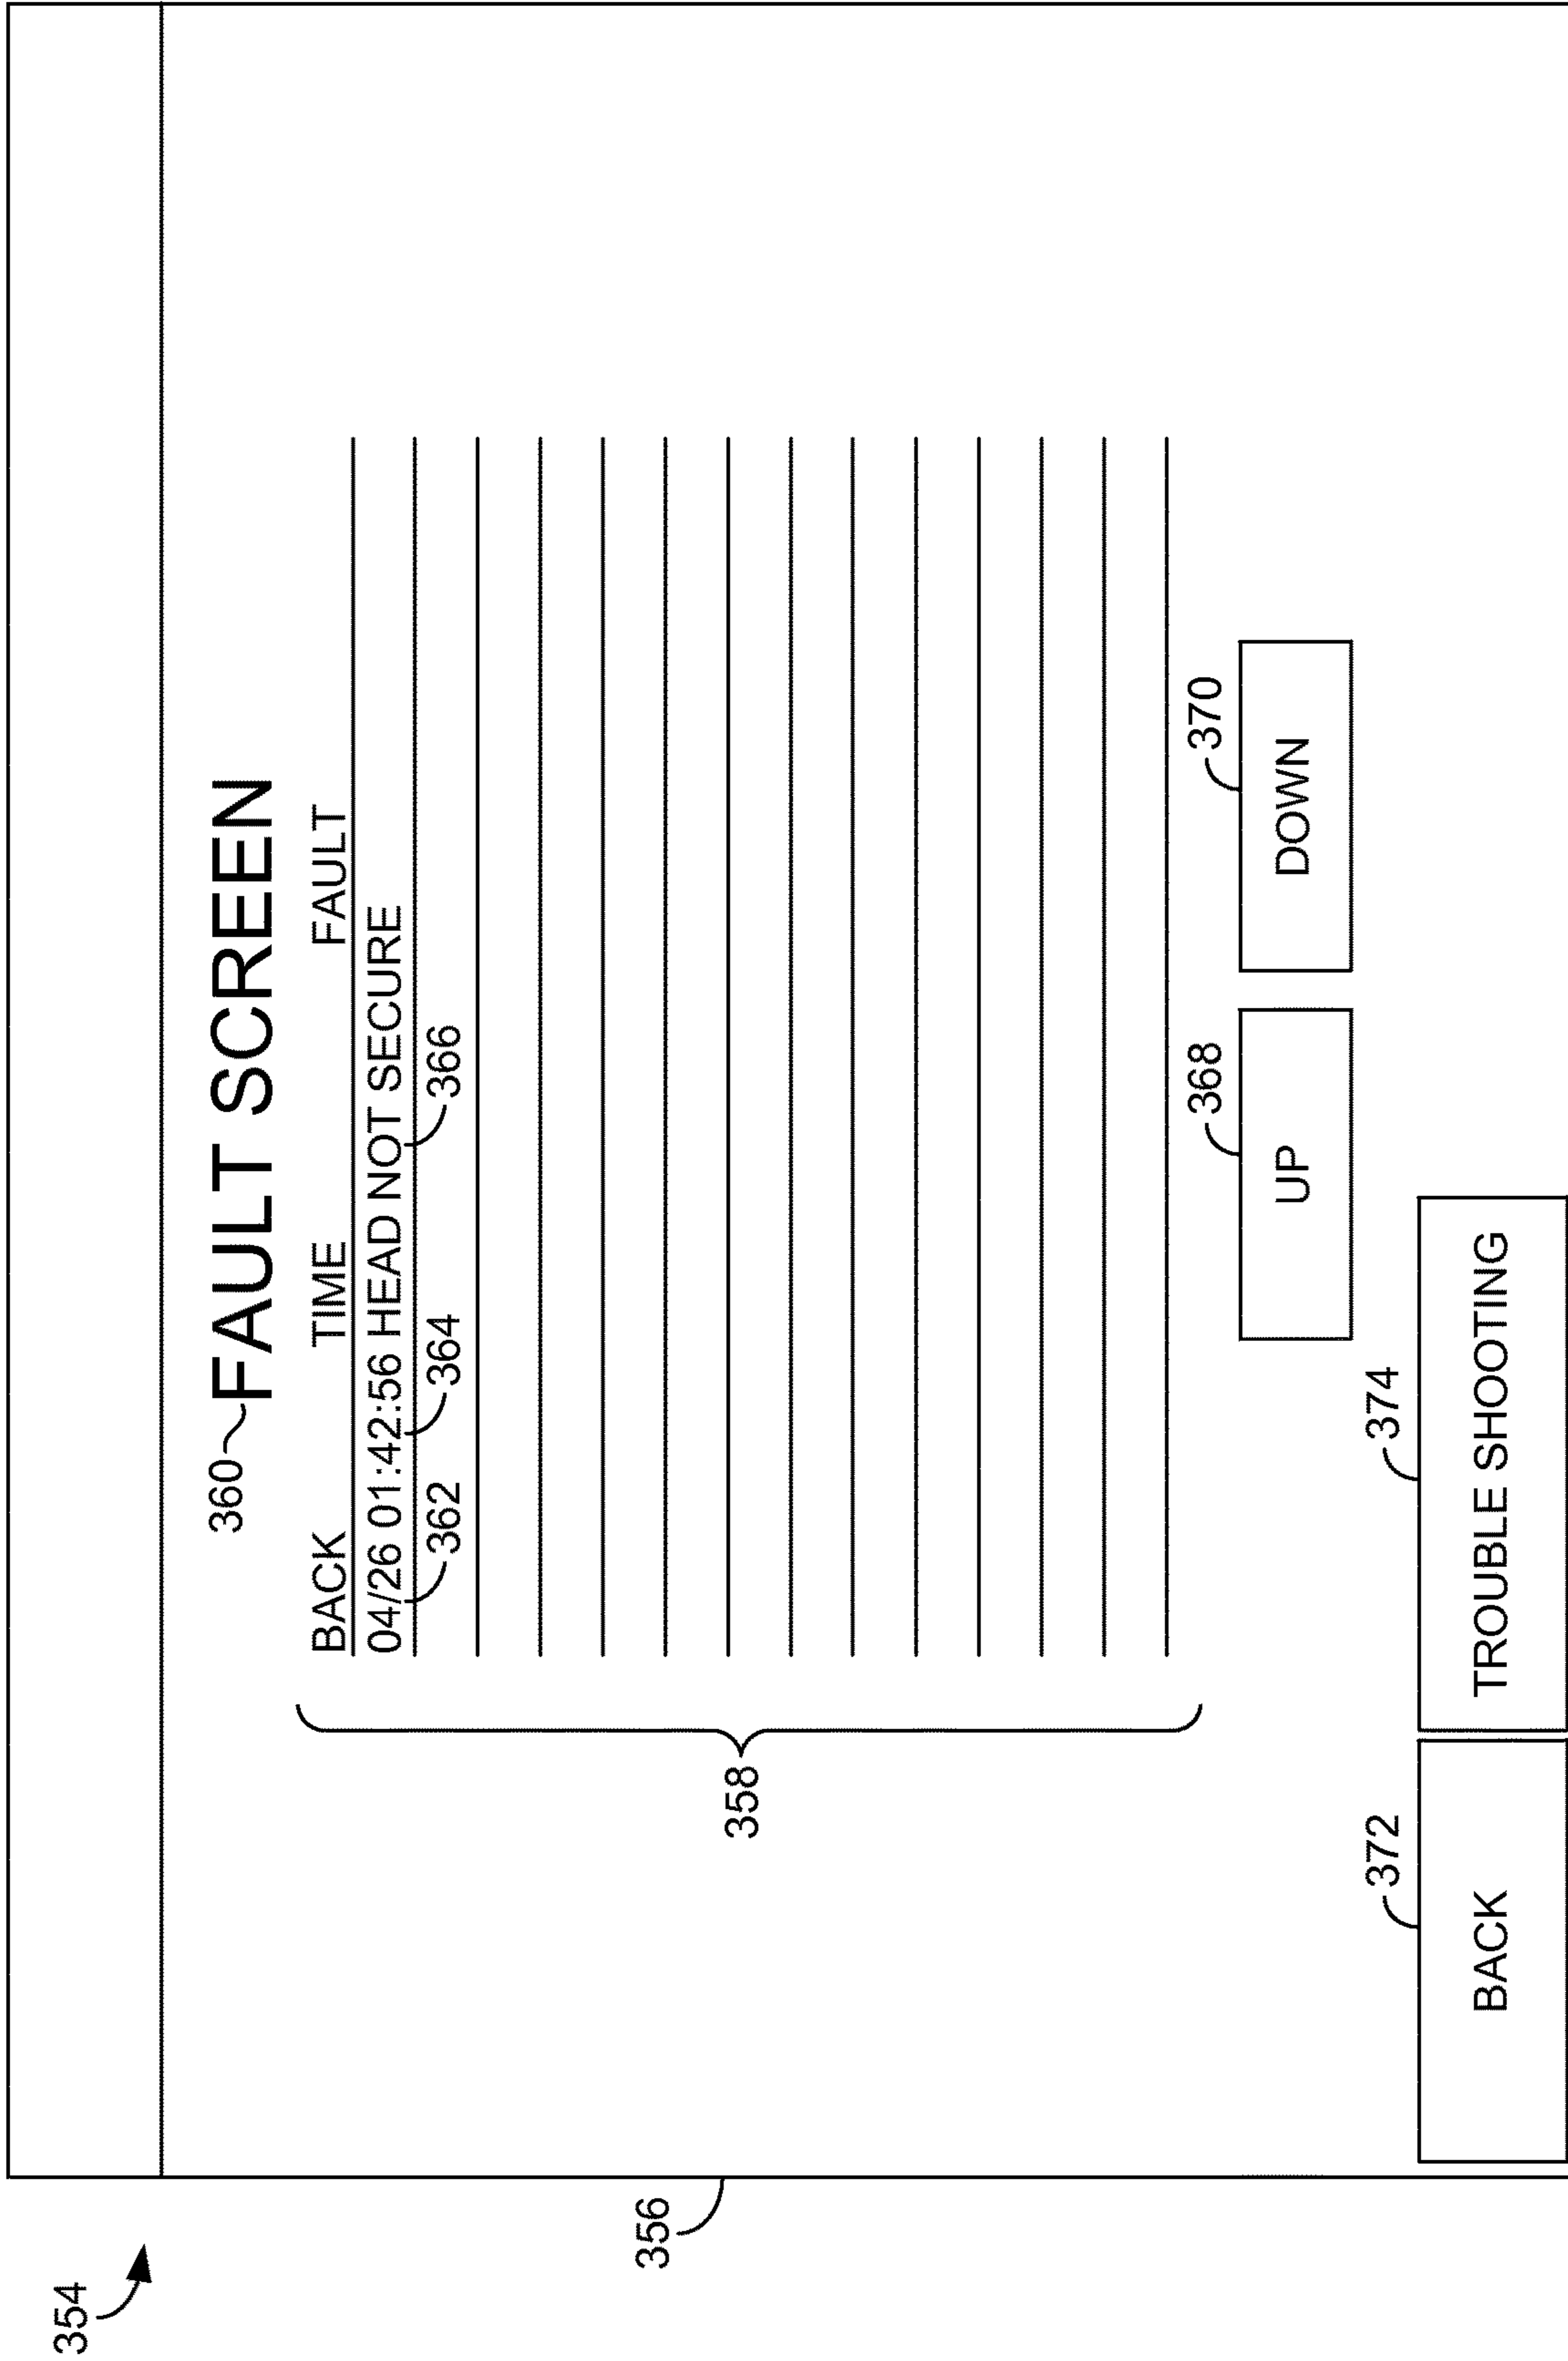 354
360 FAULT SCREEN
BACK TIME FAULT
04/26 01:42:56 HEAD NOT SECURE
362 364 366
358
356
368 370
UP DOWN
372 374
BACK TROUBLE SHOOTING